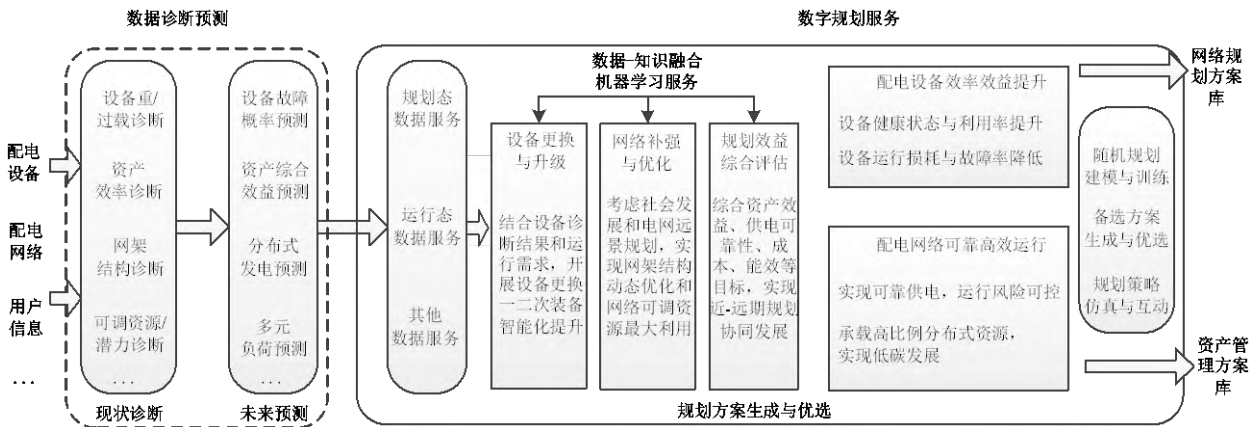 数据诊断预测
数字规划服务
配电
设备
配电
网络
用户
信息
...
设备重/
过载诊断
资产
效率诊断
网架
结构诊断
可调资源/
潜力诊断
...
现状诊断
设备故障
概率预测
资产综合
效益预测
分布式
发电预测
多元
负荷预测
...
未来预测
规划态
数据服务
运行态
数据服务
其他
数据服务
数据-知识融合
机器学习服务
设备更换
与升级
结合设备诊
断结果和运
行需求，开
展设备更换
一二次装备
智能化提升
网络补强
与优化
考虑社会发
展和电网远
景规划，实
现网架结构
动态优化和
网络可调资
源最大利用
规划效益
综合评估
综合资产效
益、供电可
靠性、成
本、能效等
目标，实现
近-远期规划
协同发展
配电设备效率效益提升
设备健康状态与利用率提升
设备运行损耗与故障率降低
配电网络可靠高效运行
实现可靠供电，运行风险可控
承载高比例分布式资源，
实现低碳发展
随机规划
建模与训练
备选方案
生成与优选
规划策略
仿真与互动
规划方案生成与优选
网络规
划方案
库
资产管
理方案
库